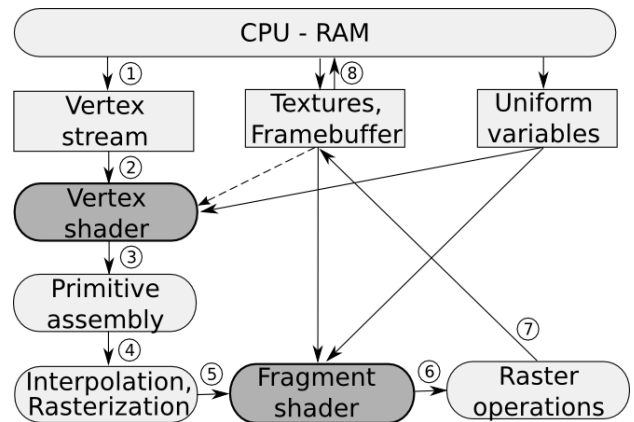 CPU - RAM
1
8
Vertex
stream
Textures,
Framebuffer
Uniform
variables
2
Vertex
shader
3
Primitive
assembly
7
4
Interpolation,
Rasterization
5
Fragment
shader
6
Raster
operations